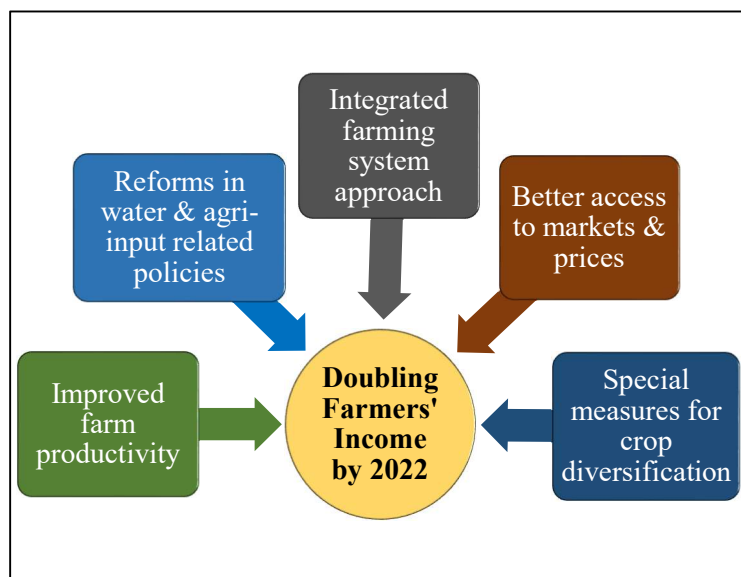 Integrated
farming
system
approach
Reforms in
water & agri-
input related
policies
Better access
to markets &
prices
Improved
farm
productivity
Doubling
Farmers'
Income
by 2022
Special
measures for
crop
diversification